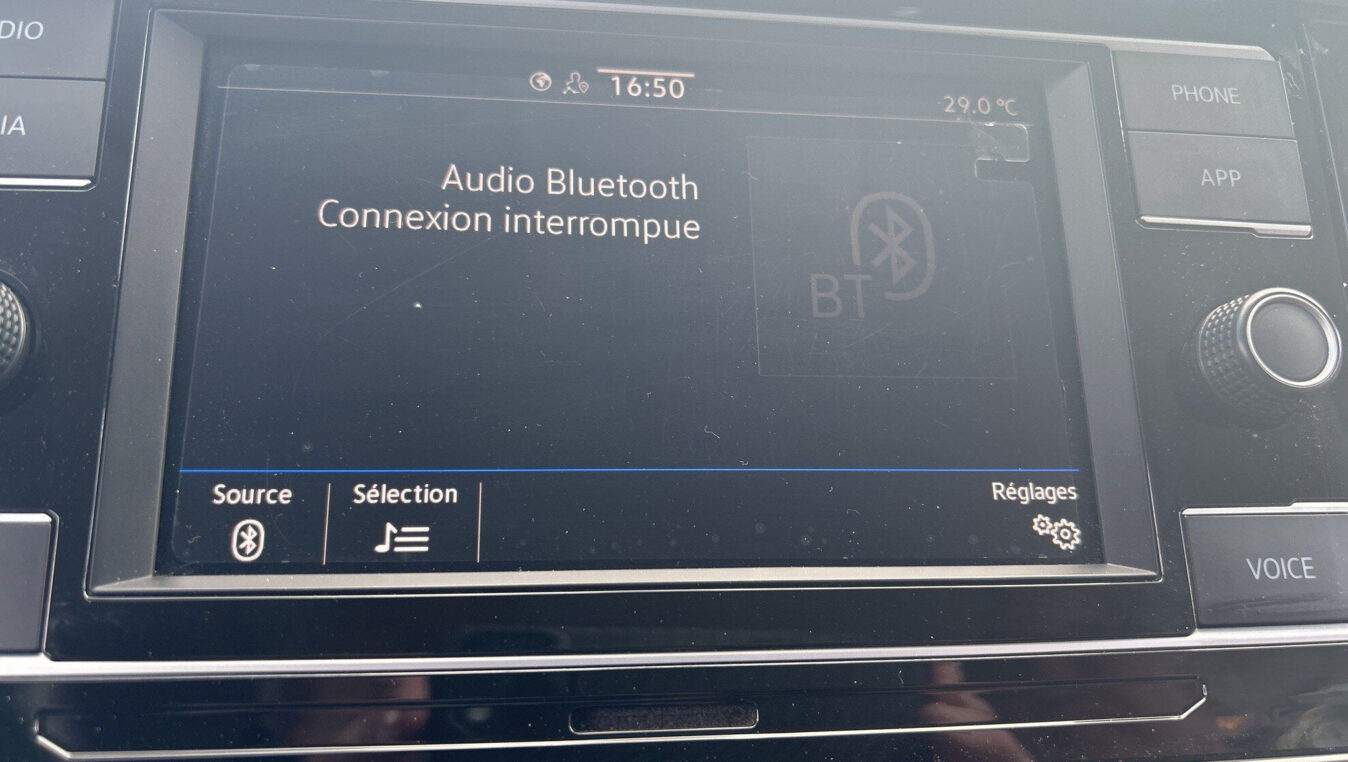 DIO
IA
16:50
29.0 °C
PHONE
APP
Audio Bluetooth
Connexion interrompue
BT
Source
Sélection
Réglages
VOICE